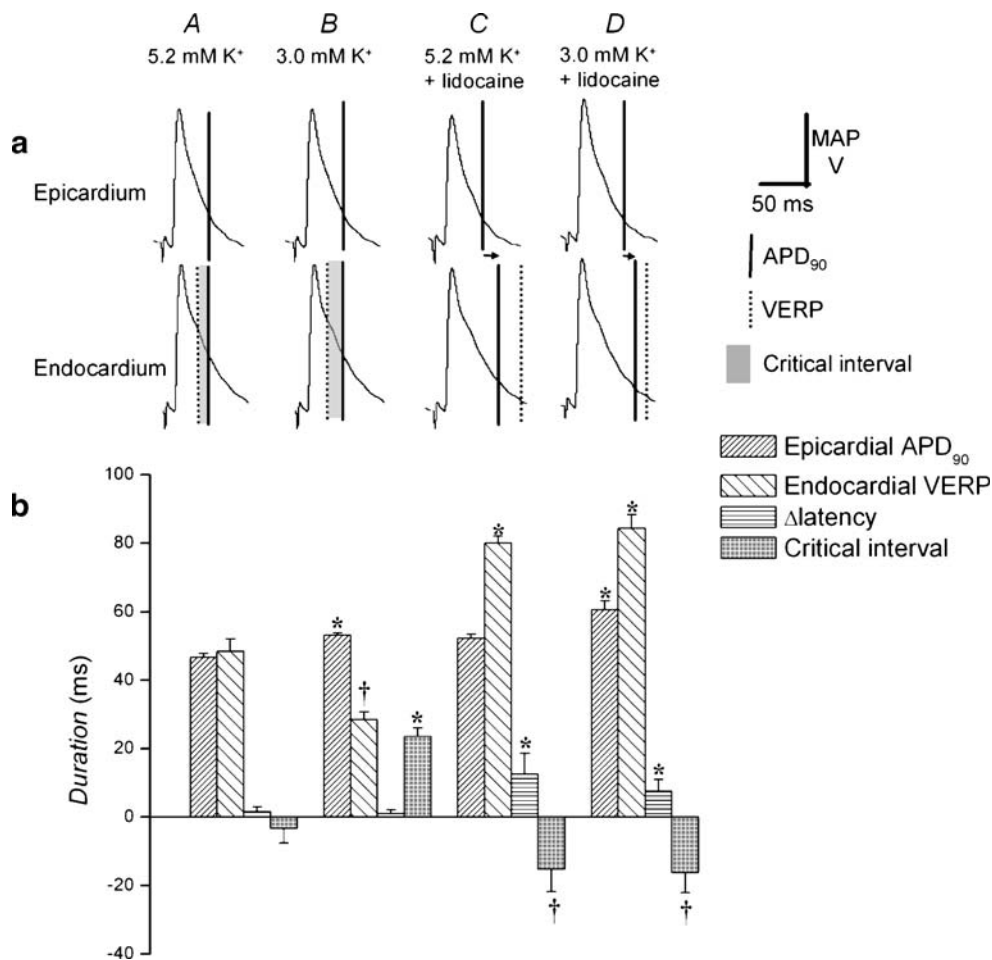 A B C D
5.2 mM K⁺ 3.0 mM K⁺ 5.2 mM K⁺ 3.0 mM K⁺
+ lidocaine + lidocaine
a
Epicardium
Endocardium
MAP
V
50 ms
APD₉₀
VERP
Critical interval
Epicardial APD₉₀
Endocardial VERP
Δlatency
Critical interval
b
Duration (ms)
100
80
60
40
20
0
-20
-40
* † * * * * * *
† †